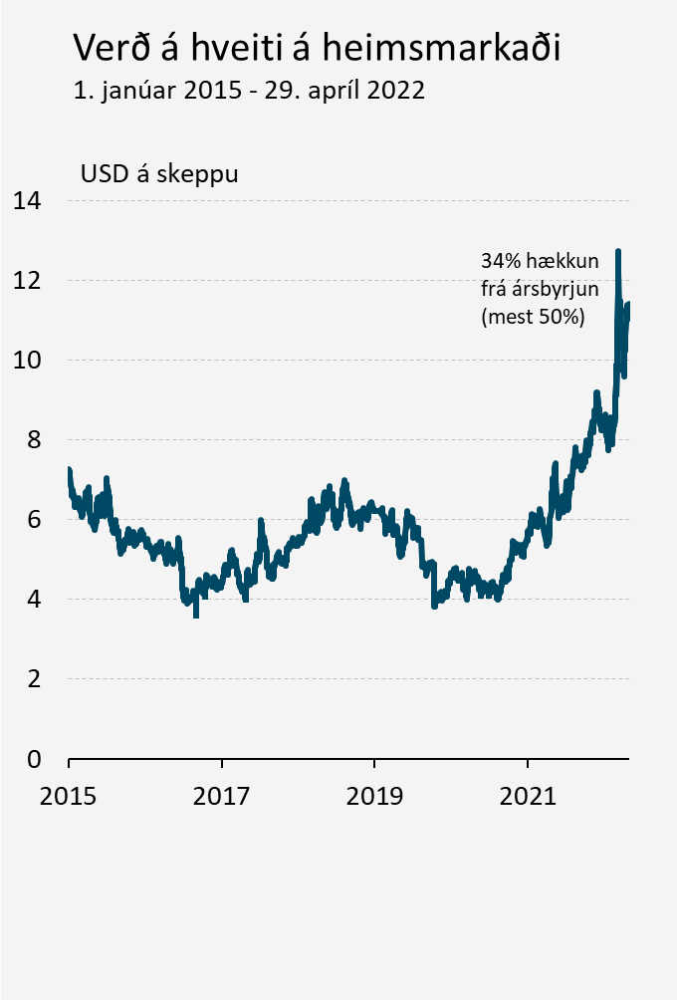 Verð á hveiti á heimsmarkaði
1. janúar 2015 - 29. apríl 2022
USD á skeppu
14
34% hækkun
frá ársbyrjun
(mest 50%)
12
10
8
6
4
2
0
2015 2017 2019 2021